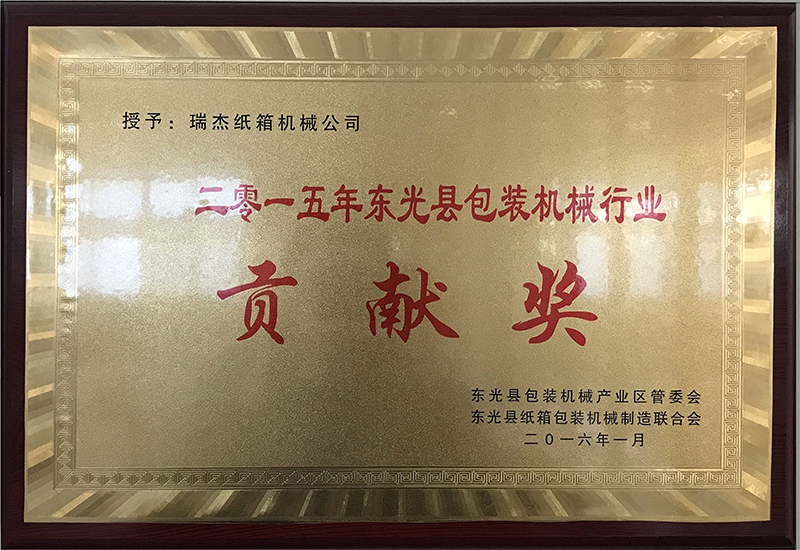 授予：瑞杰纸箱机械公司
二零一五年东光县包装机械行业
贡献奖
东光县包装机械产业区管委会
东光县纸箱包装机械制造联合会
二〇一六年一月